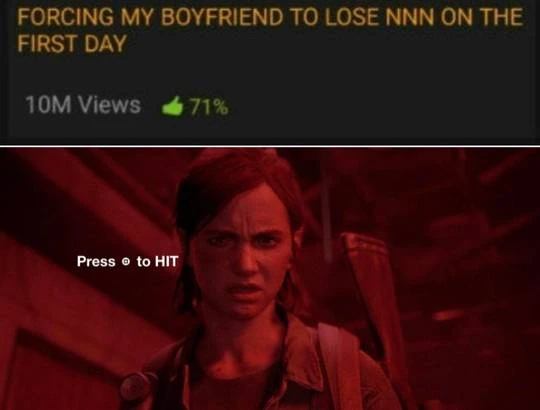 FORCING MY BOYFRIEND TO LOSE NNN ON THE
FIRST DAY
10M Views 71%
Press to HIT